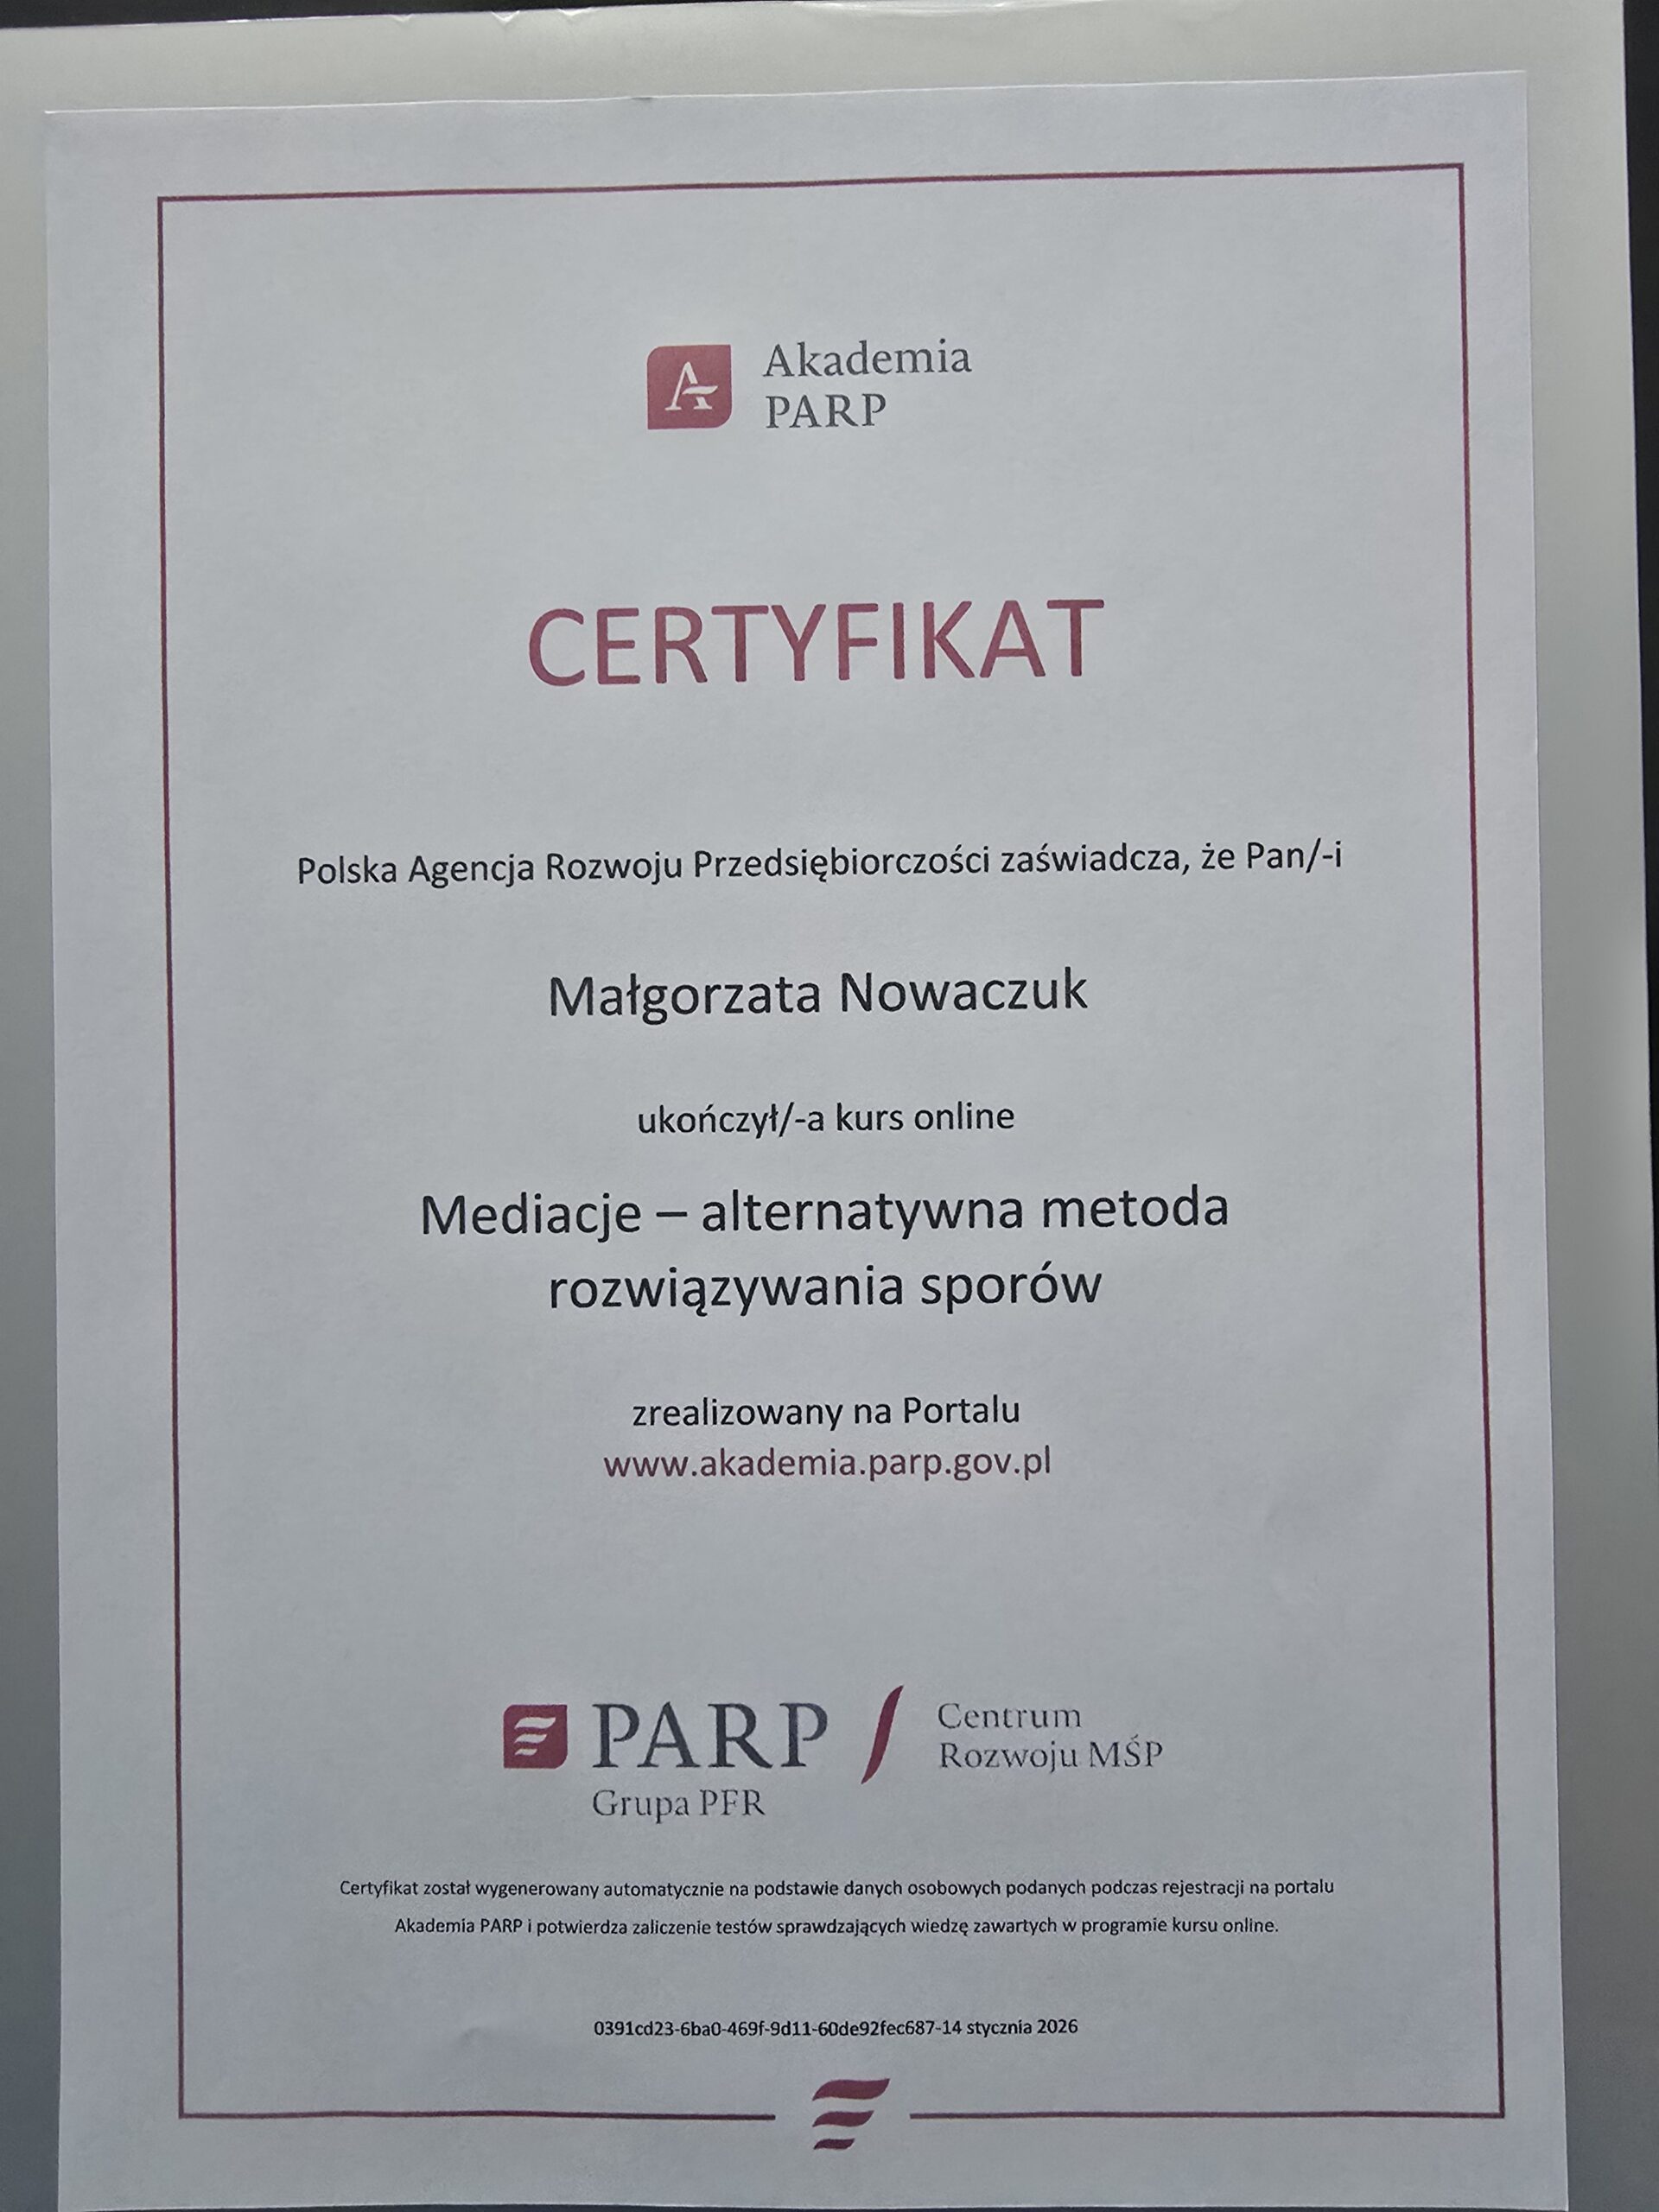 Akademia
PARP
CERTYFIKAT
Polska Agencja Rozwoju Przedsiębiorczości zaświadcza, że Pan/-i
Małgorzata Nowaczuk
ukończył/-a kurs online
Mediacje – alternatywna metoda
rozwiązywania sporów
zrealizowany na Portalu
www.akademia.parp.gov.pl
PARP
Grupa PFR
Centrum
Rozwoju MŚP
Certyfikat został wygenerowany automatycznie na podstawie danych osobowych podanych podczas rejestracji na portalu
Akademia PARP i potwierdza zaliczenie testów sprawdzających wiedzę zawartych w programie kursu online.
0391cd23-6ba0-469f-9d11-60de92fec687-14 stycznia 2026